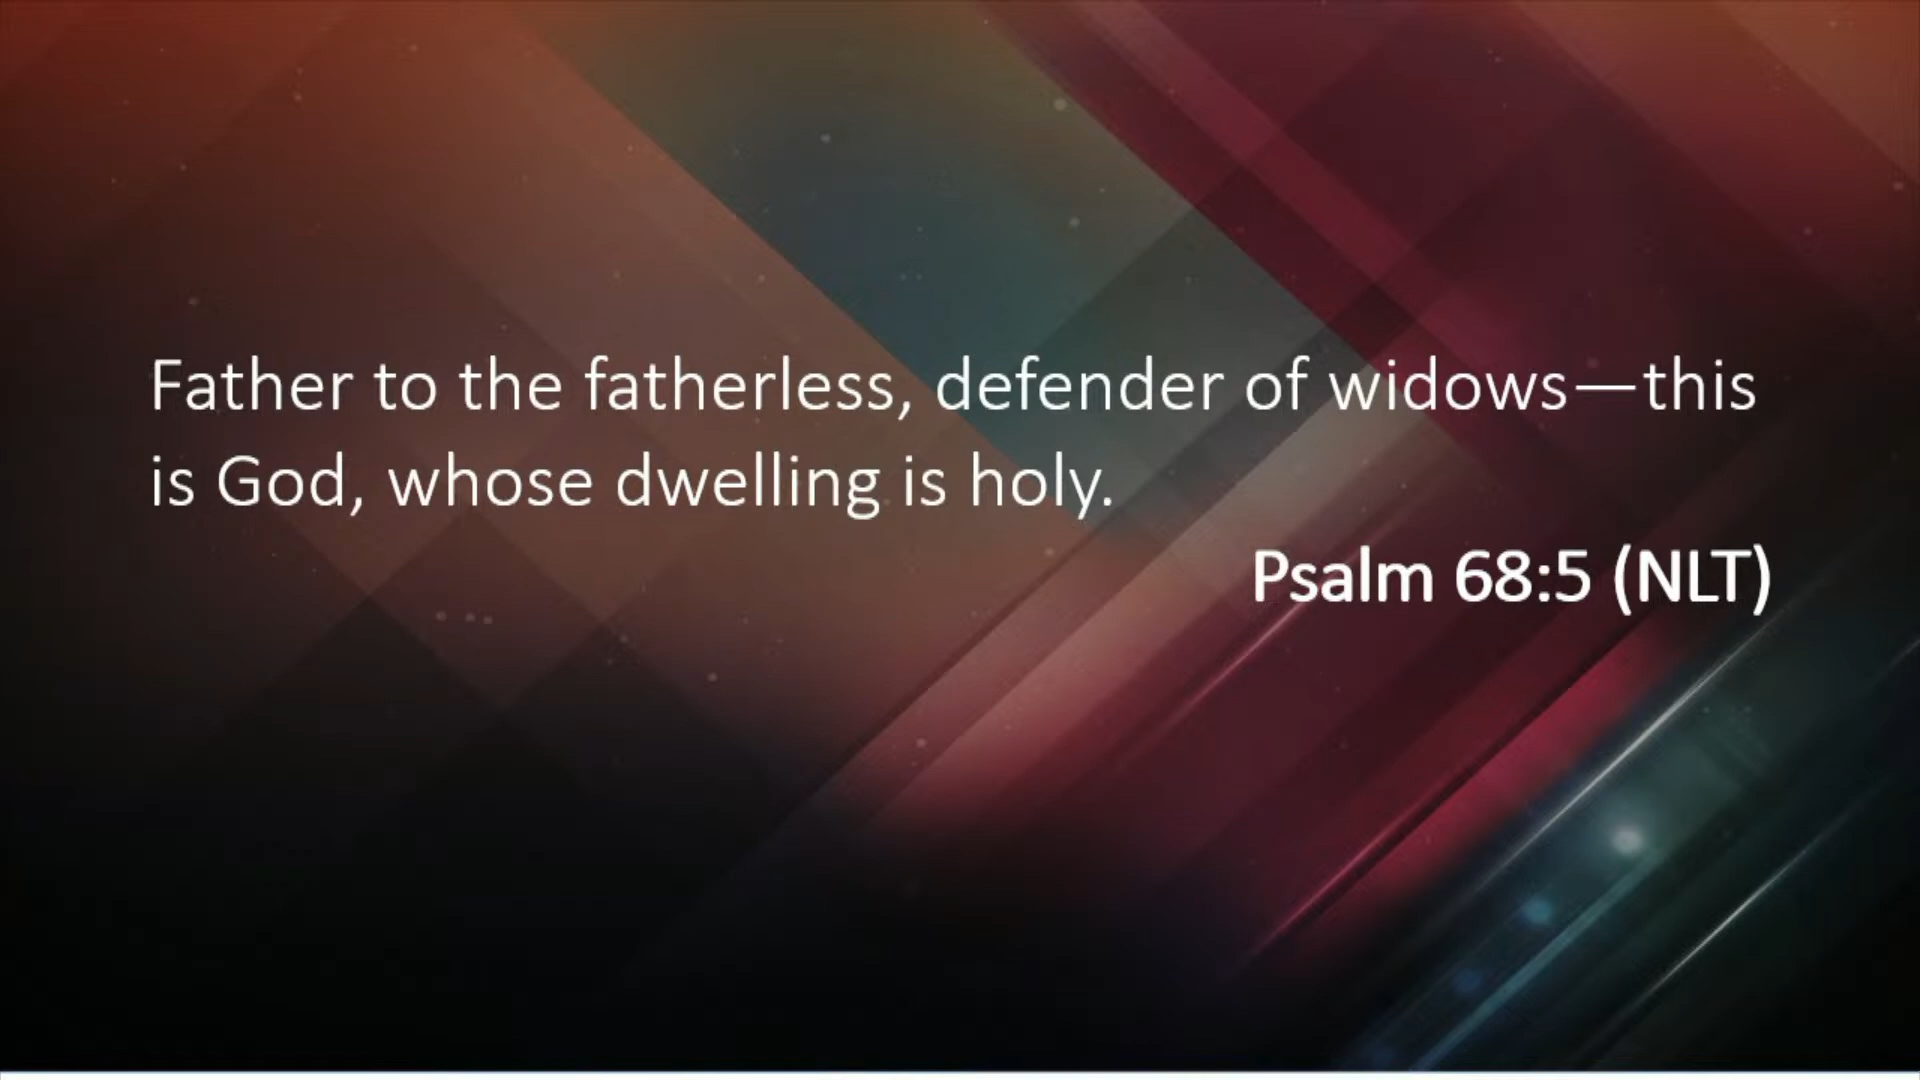 Father to the fatherless, defender of widows—this
is God, whose dwelling is holy.
Psalm 68:5 (NLT)